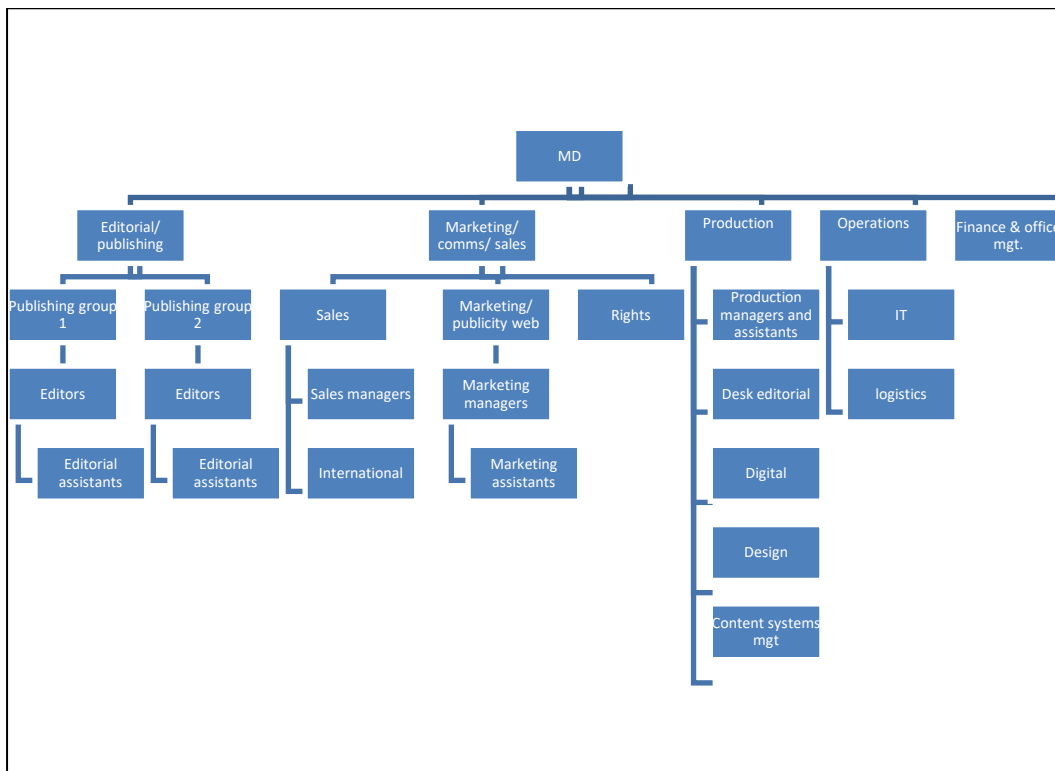 MD
Editorial/
publishing
Marketing/
comms/ sales
Production
Operations
Finance & office
mgt.
Publishing group
1
Publishing group
2
Sales
Marketing/
publicity web
Rights
Production
managers and
assistants
IT
Editors
Editors
Sales managers
Marketing
managers
Desk editorial
logistics
Editorial
assistants
Editorial
assistants
International
Marketing
assistants
Digital
Design
Content systems
mgt